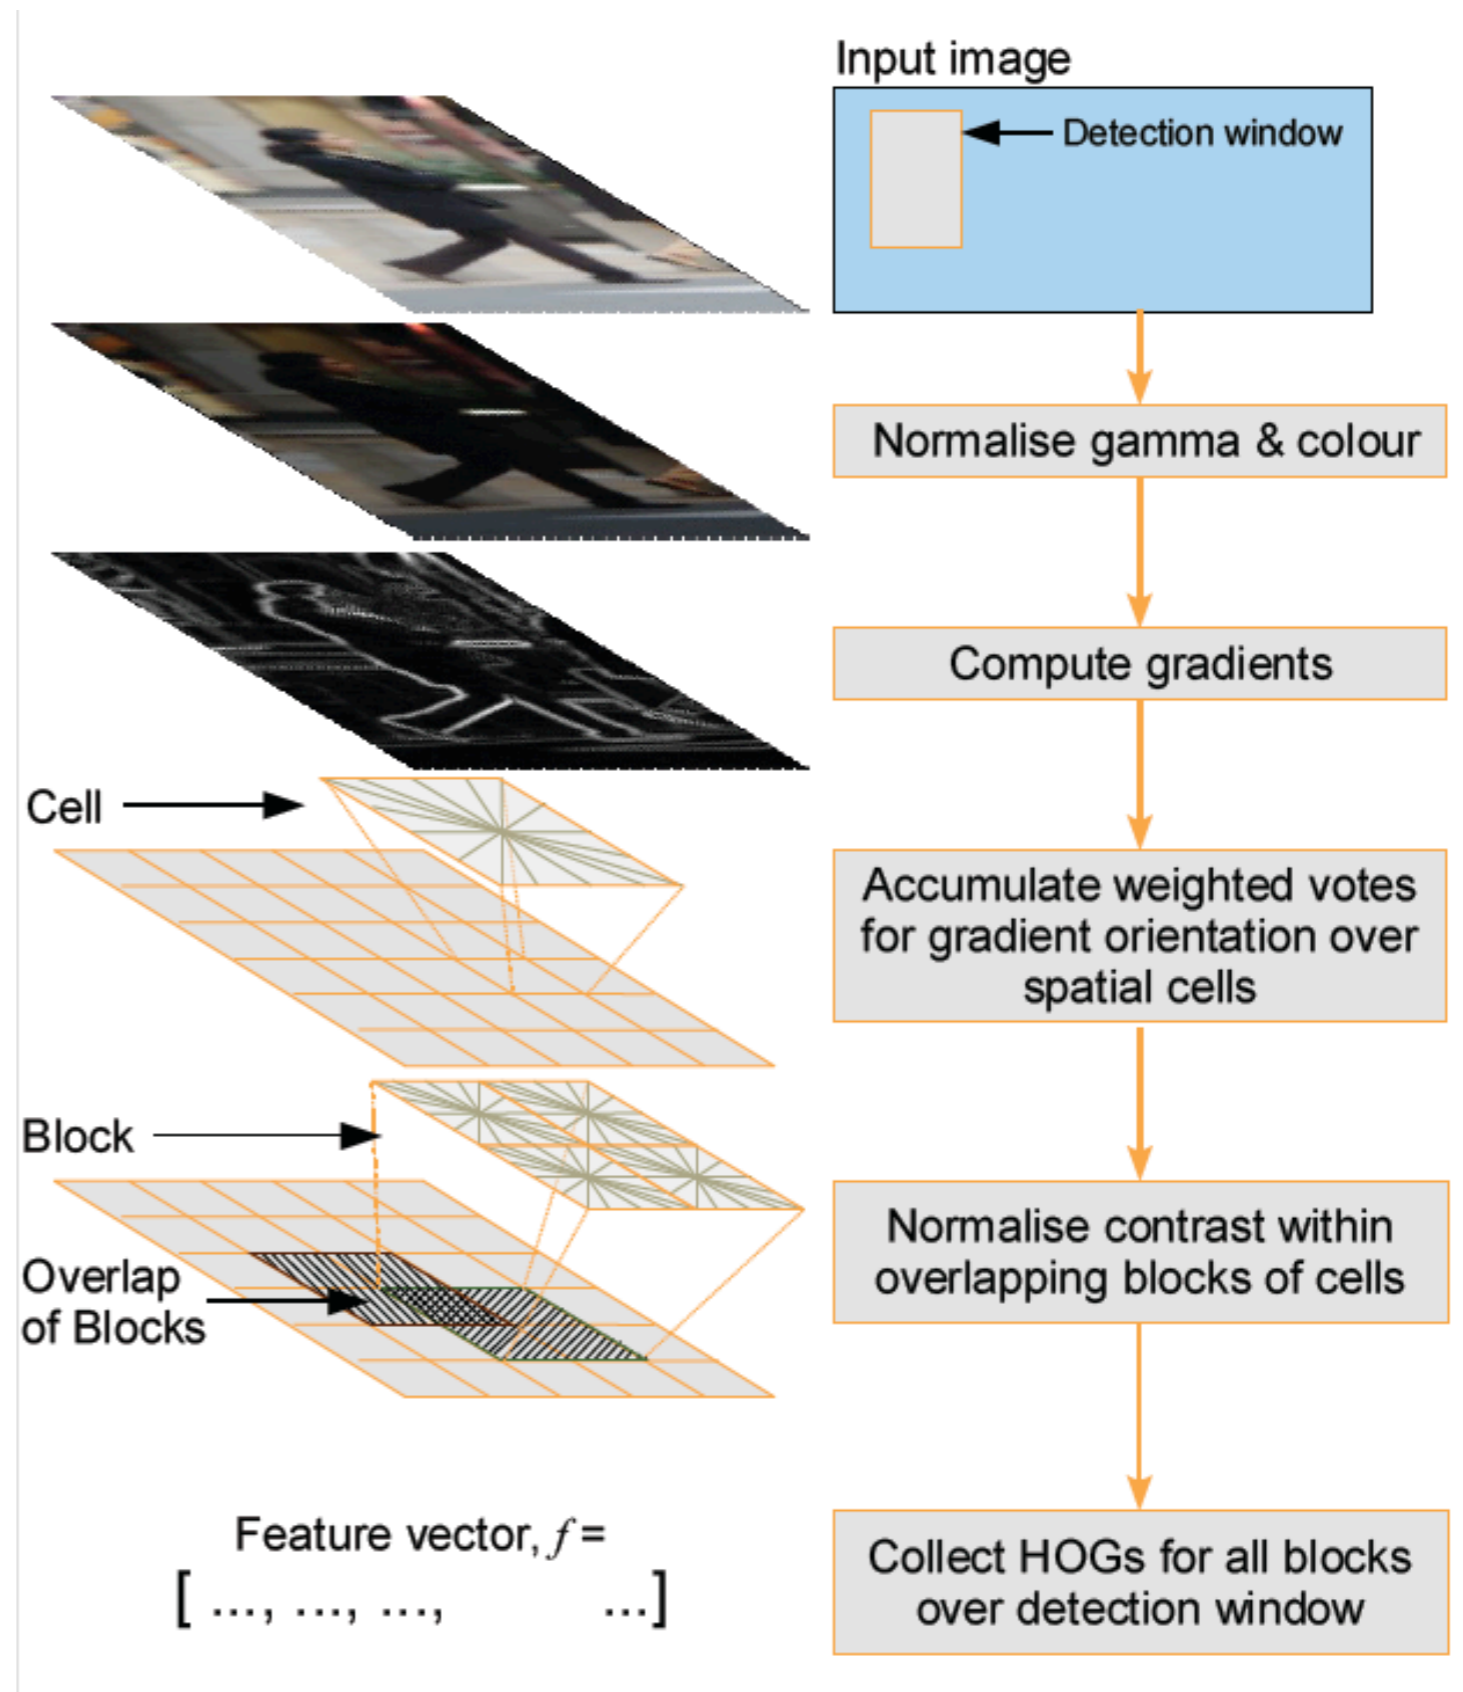 Input image
Detection window
Normalise gamma & colour
Compute gradients
Cell
Accumulate weighted votes
for gradient orientation over
spatial cells
Block
Normalise contrast within
overlapping blocks of cells
Overlap
of Blocks
Feature vector, f =
[ ..., ..., ..., ...]
Collect HOGs for all blocks
over detection window